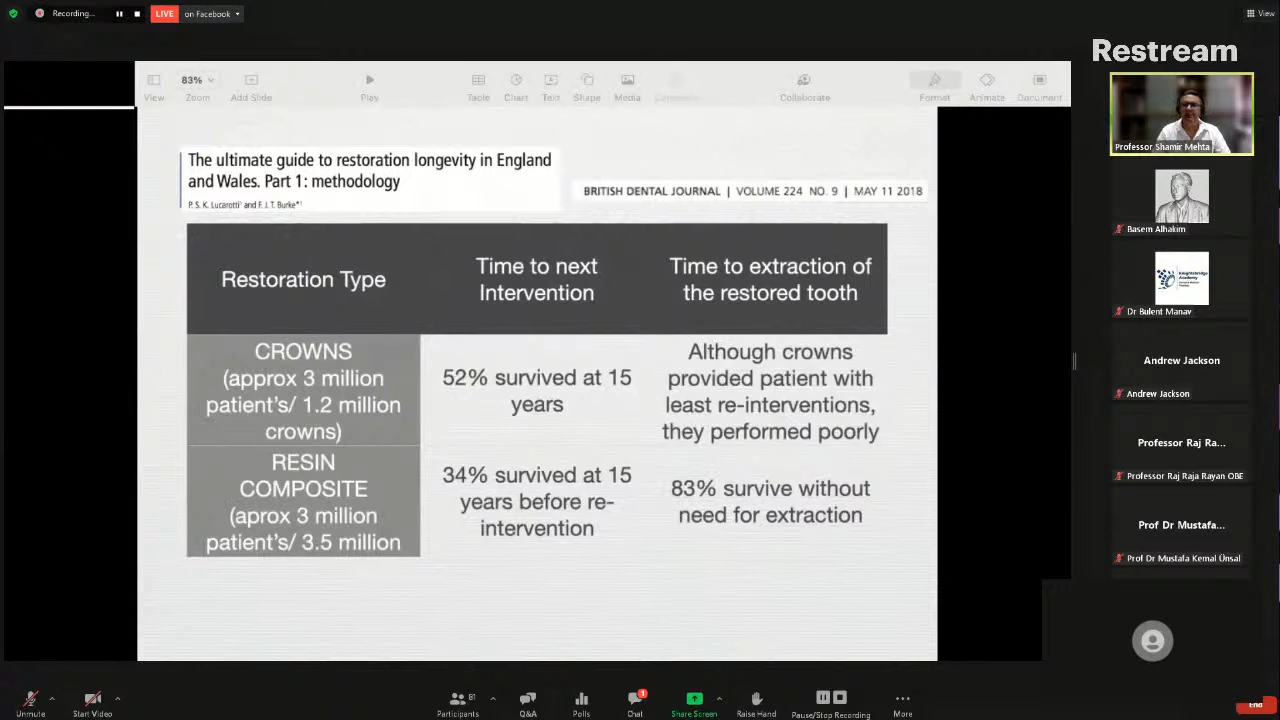 Recording...
LIVE
on Facebook
View
Restream
83%
View
Zoom
Add Slide
Play
Table
Chart
Text
Shape
Media
Collaborate
Format
Animate
Document
The ultimate guide to restoration longevity in England
and Wales. Part 1: methodology
P. S. K. Lucarotti¹ and F. J. T. Burke*¹
BRITISH DENTAL JOURNAL | VOLUME 224 NO. 9 | MAY 11 2018
Restoration Type
Time to next
Intervention
Time to extraction of
the restored tooth
CROWNS
(approx 3 million
patient's/ 1.2 million
crowns)
52% survived at 15
years
Although crowns
provided patient with
least re-interventions,
they performed poorly
RESIN
COMPOSITE
(aprox 3 million
patient's/ 3.5 million
34% survived at 15
years before re-
intervention
83% survive without
need for extraction
Professor Shamir Mehta
Basem Alhakim
Knightsbridge
Academy
Dr Bulent Manav
Andrew Jackson
Andrew Jackson
Professor Raj Ra...
Professor Raj Raja Rayan OBE
Prof Dr Mustafa...
Prof Dr Mustafa Kemal Ünsal
Unmute
Start Video
81
Participants
Q&A
Polls
1
Chat
Share Screen
Raise Hand
Pause/Stop Recording
More
End